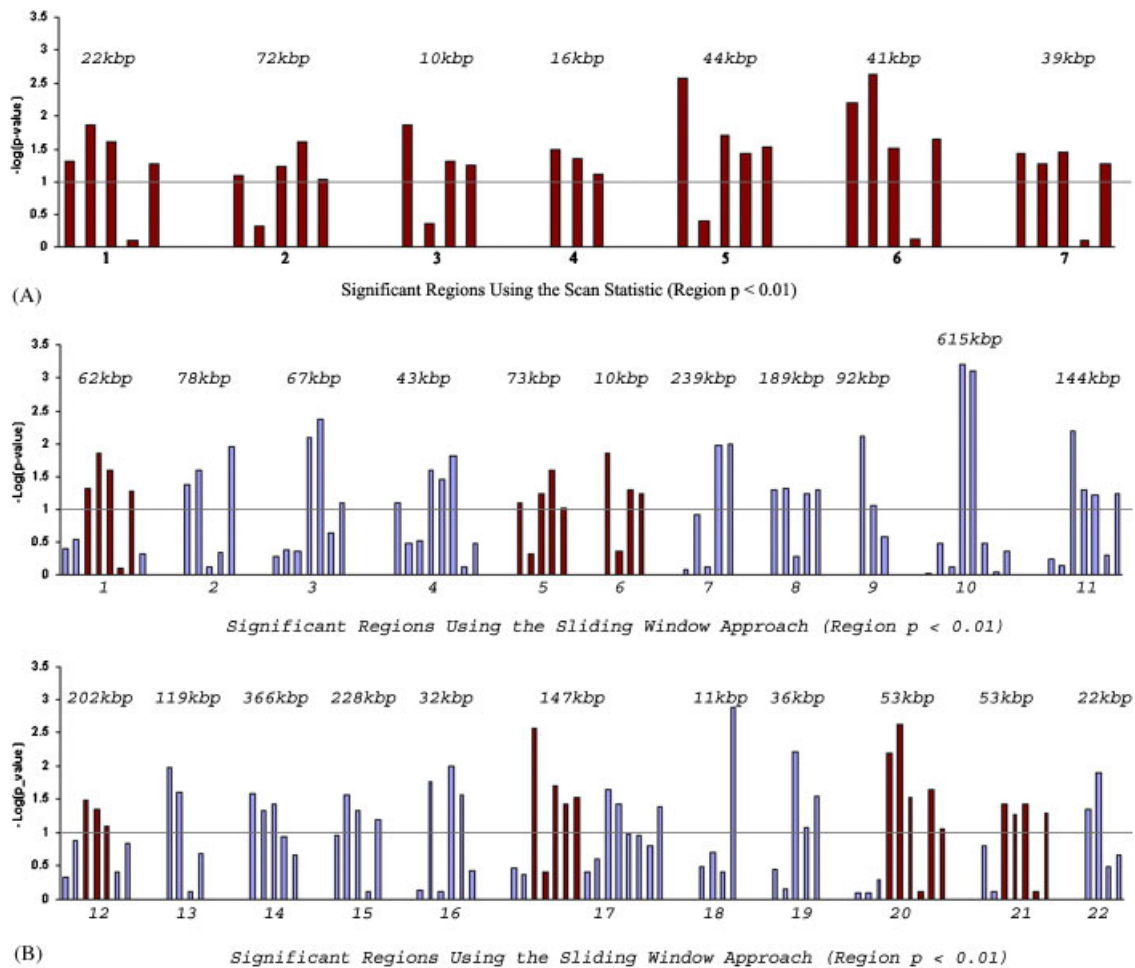 3.5
3
2.5
2
1.5
1
0.5
0
-log(p-value)
22kbp 72kbp 10kbp 16kbp 44kbp 41kbp 39kbp
1 2 3 4 5 6 7
(A) Significant Regions Using the Scan Statistic (Region p < 0.01)
3.5
3
2.5
2
1.5
1
0.5
0
-Log(p-value)
62kbp 78kbp 67kbp 43kbp 73kbp 10kbp 239kbp 189kbp 92kbp 615kbp 144kbp
1 2 3 4 5 6 7 8 9 10 11
Significant Regions Using the Sliding Window Approach (Region p < 0.01)
3.5
3
2.5
2
1.5
1
0.5
0
-Log(p_value)
202kbp 119kbp 366kbp 228kbp 32kbp 147kbp 11kbp 36kbp 53kbp 53kbp 22kbp
12 13 14 15 16 17 18 19 20 21 22
(B) Significant Regions Using the Sliding Window Approach (Region p < 0.01)